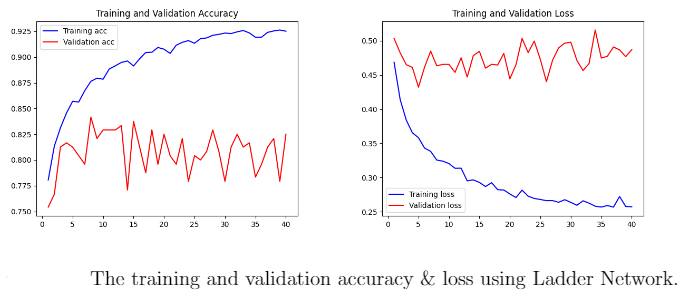 Training and Validation Accuracy
Training acc
Validation acc
0.925
0.900
0.875
0.850
0.825
0.800
0.775
0.750
0 5 10 15 20 25 30 35 40
Training and Validation Loss
0.50
0.45
0.40
0.35
0.30
0.25
Training loss
Validation loss
0 5 10 15 20 25 30 35 40
The training and validation accuracy & loss using Ladder Network.